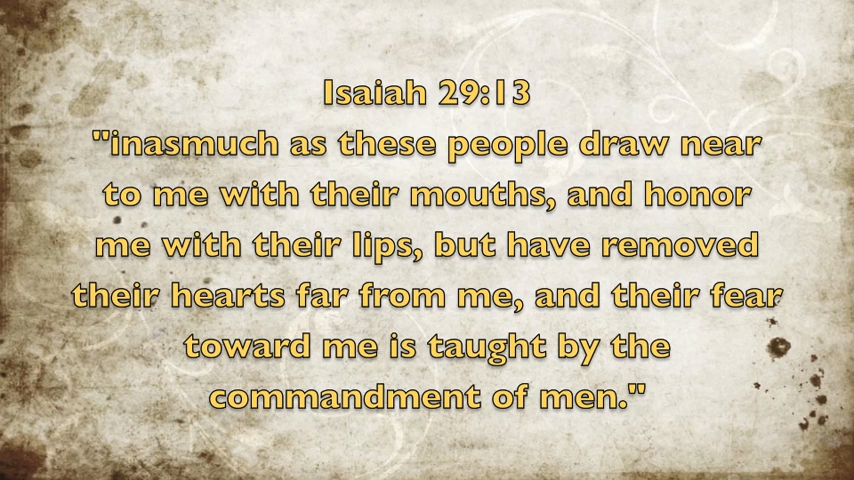 Isaiah 29:13
"inasmuch as these people draw near
to me with their mouths, and honor
me with their lips, but have removed
their hearts far from me, and their fear
toward me is taught by the
commandment of men."